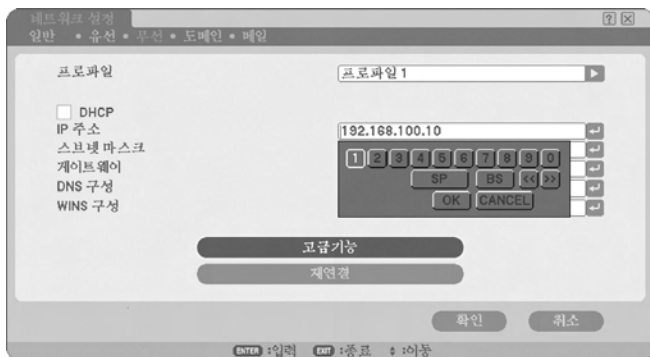 네트워크 설정
일반 • 유선 • 무선 • 도메인 • 메일
프로파일 프로파일 1
DHCP
IP 주소 192.168.100.10
스브넷 마스크
게이트웨이
DNS 구성
WINS 구성
1 2 3 4 5 6 7 8 9 0
SP BS << >>
OK CANCEL
고급기능
재연결
확인 취소
ENTER :입력 EXIT :종료 ♦ :이동